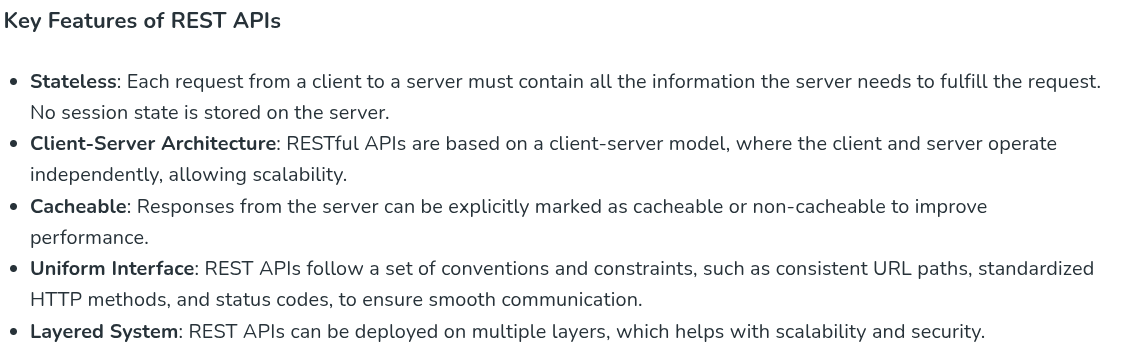 Key Features of REST APIs
• Stateless: Each request from a client to a server must contain all the information the server needs to fulfill the request.
No session state is stored on the server.
• Client-Server Architecture: RESTful APIs are based on a client-server model, where the client and server operate
independently, allowing scalability.
• Cacheable: Responses from the server can be explicitly marked as cacheable or non-cacheable to improve
performance.
• Uniform Interface: REST APIs follow a set of conventions and constraints, such as consistent URL paths, standardized
HTTP methods, and status codes, to ensure smooth communication.
• Layered System: REST APIs can be deployed on multiple layers, which helps with scalability and security.